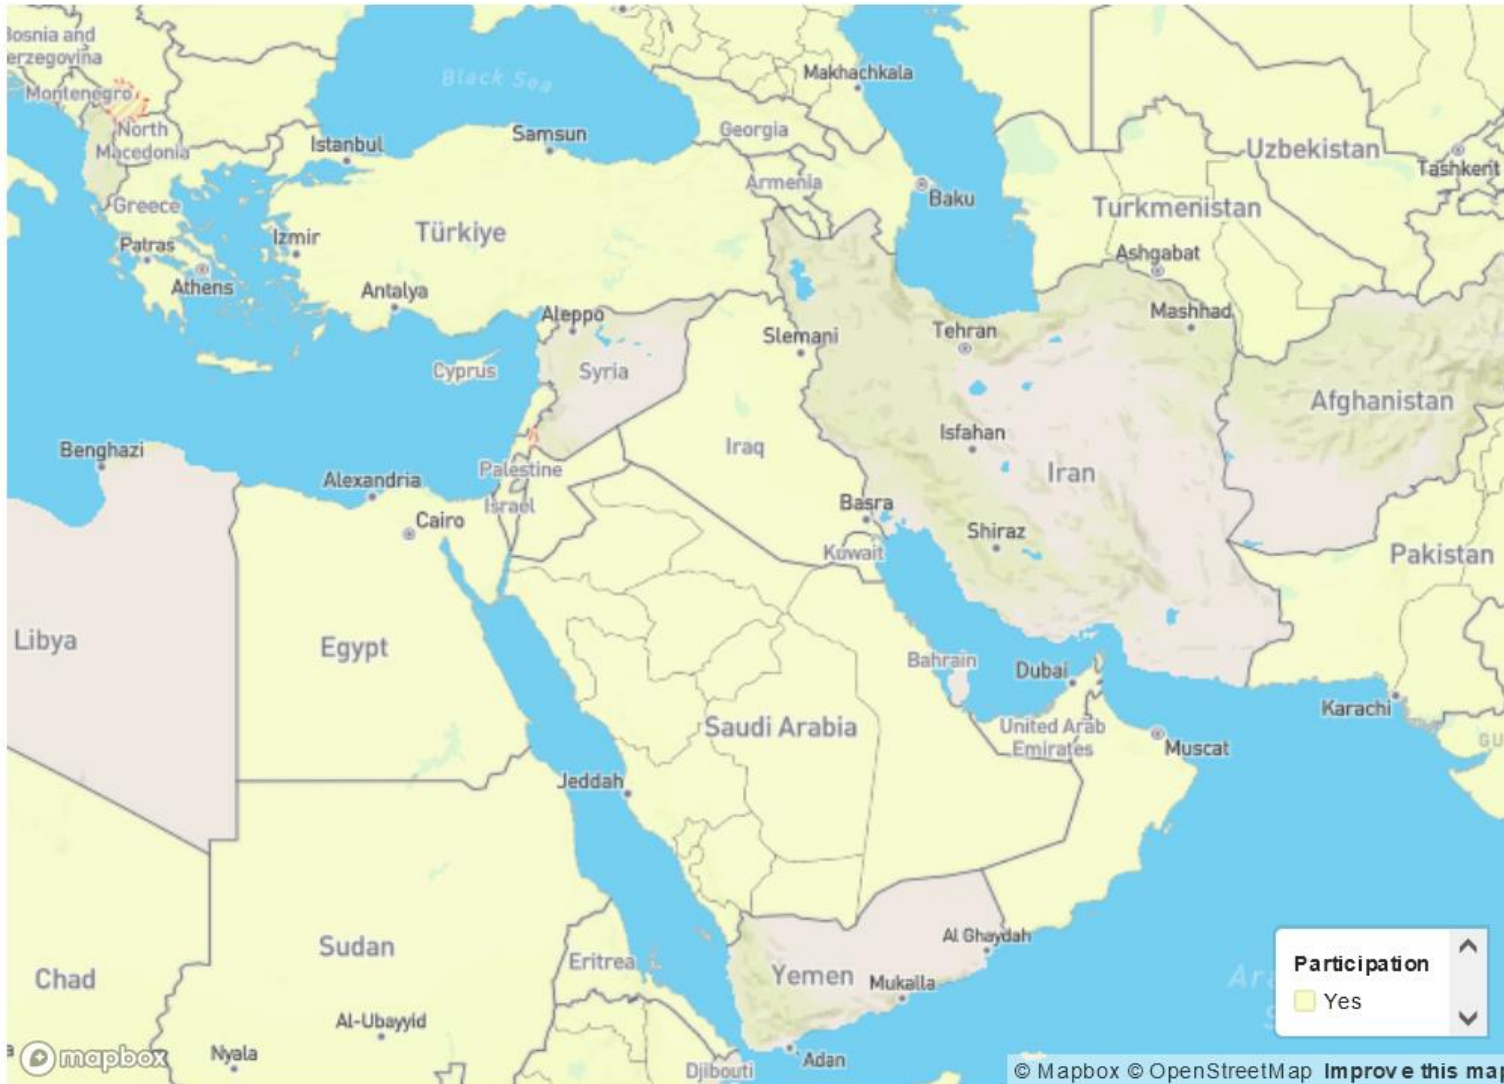 Bosnia and
erzegovina
Montenegro
North
Macedonia
Greece
Patras
Athens
Istanbul
Izmir
Antalya
Türkiye
Samsun
Black Sea
Makhachkala
Georgia
Armenia
Baku
Uzbekistan
Tashkent
Turkmenistan
Ashgabat
Mashhad
Aleppo
Syria
Cyprus
Slemani
Tehran
Afghanistan
Benghazi
Alexandria
Cairo
Palestine
Israel
Iraq
Isfahan
Iran
Basra
Shiraz
Kuwait
Pakistan
Libya
Egypt
Bahrain
Dubai
Karachi
Saudi Arabia
United Arab
Emirates
Muscat
GU
Jeddah
Sudan
Eritrea
Al Ghaydah
Yemen
Mukalla
Chad
Al-Ubayyid
Nyala
Djibouti
Adan
Ara
S
Participation
Yes
mapbox
© Mapbox © OpenStreetMap Improve this map